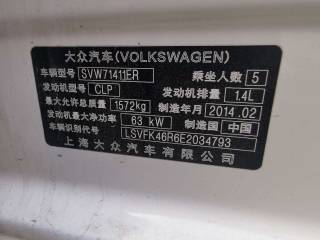 大众汽车(VOLKSWAGEN)
车辆型号 SVW71411ER 乘坐人数 5
发动机型号 CLP 发动机排量 1.4L
最大允许总质量 1572kg 制造年月 2014.02
发动机最大净功率 63 kW 制造国 中国
车辆识别代号 LSVFK46R6E2034793
上海大众汽车有限公司